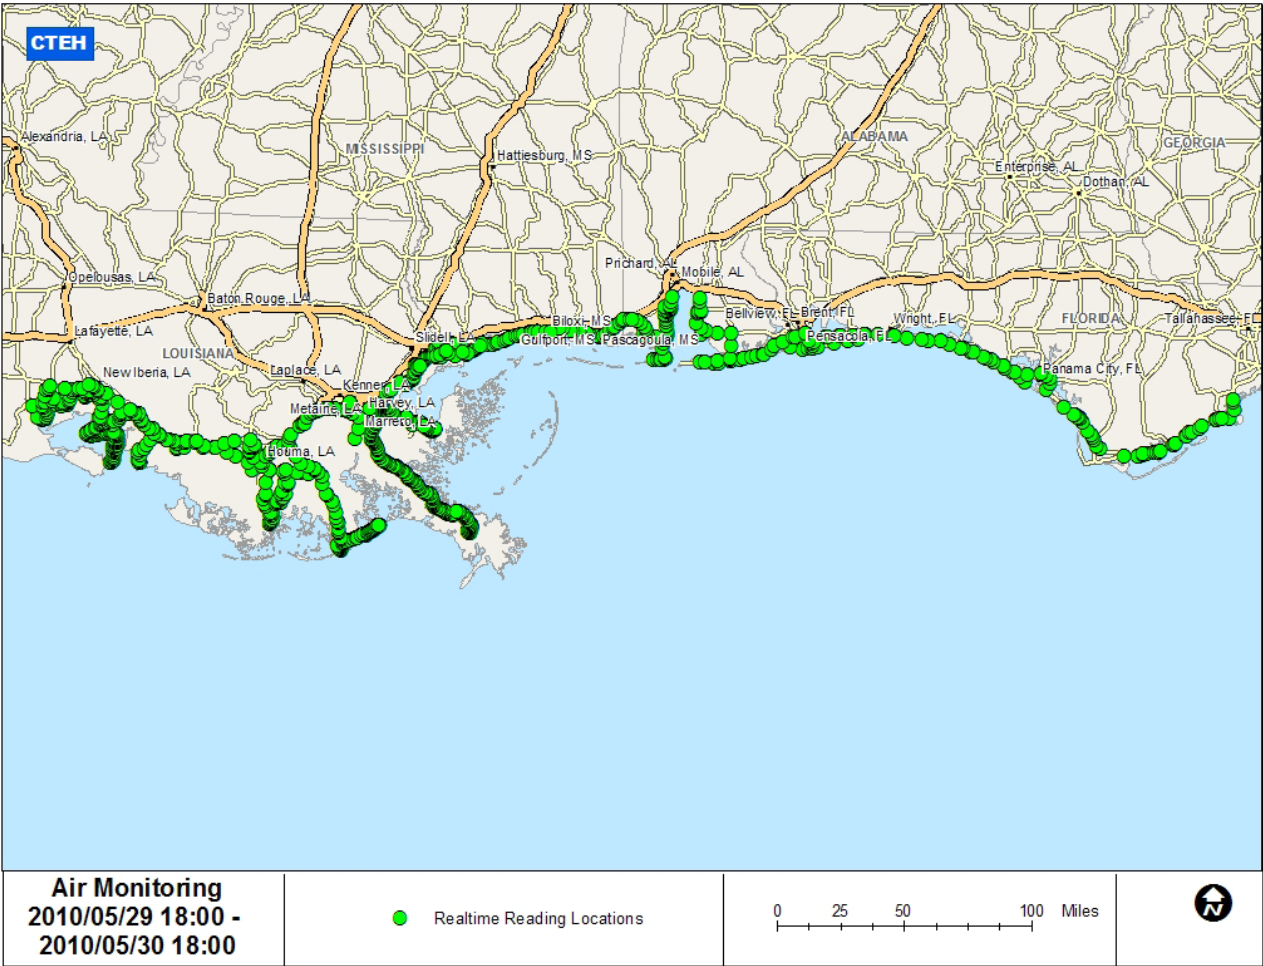 CTEH
Alexandria, LA
MISSISSIPPI
ALABAMA
GEORGIA
Hattiesburg, MS
Enterprise, AL
Dothan, AL
Prichard, AL
Mobile, AL
Opelousas, LA
Baton Rouge, LA
Lafayette, LA
LOUISIANA
Slidell, LA
Biloxi, MS
Gulfport, MS
Pascagoula, MS
Bellview, FL
Brent, FL
Pensacola, FL
Wright, FL
FLORIDA
Tallahassee, FL
New Iberia, LA
Laplace, LA
Kenner, LA
Metairie, LA
Harvey, LA
Marrero, LA
Panama City, FL
Houma, LA
Air Monitoring
2010/05/29 18:00 -
2010/05/30 18:00
Realtime Reading Locations
0 25 50 100 Miles
N